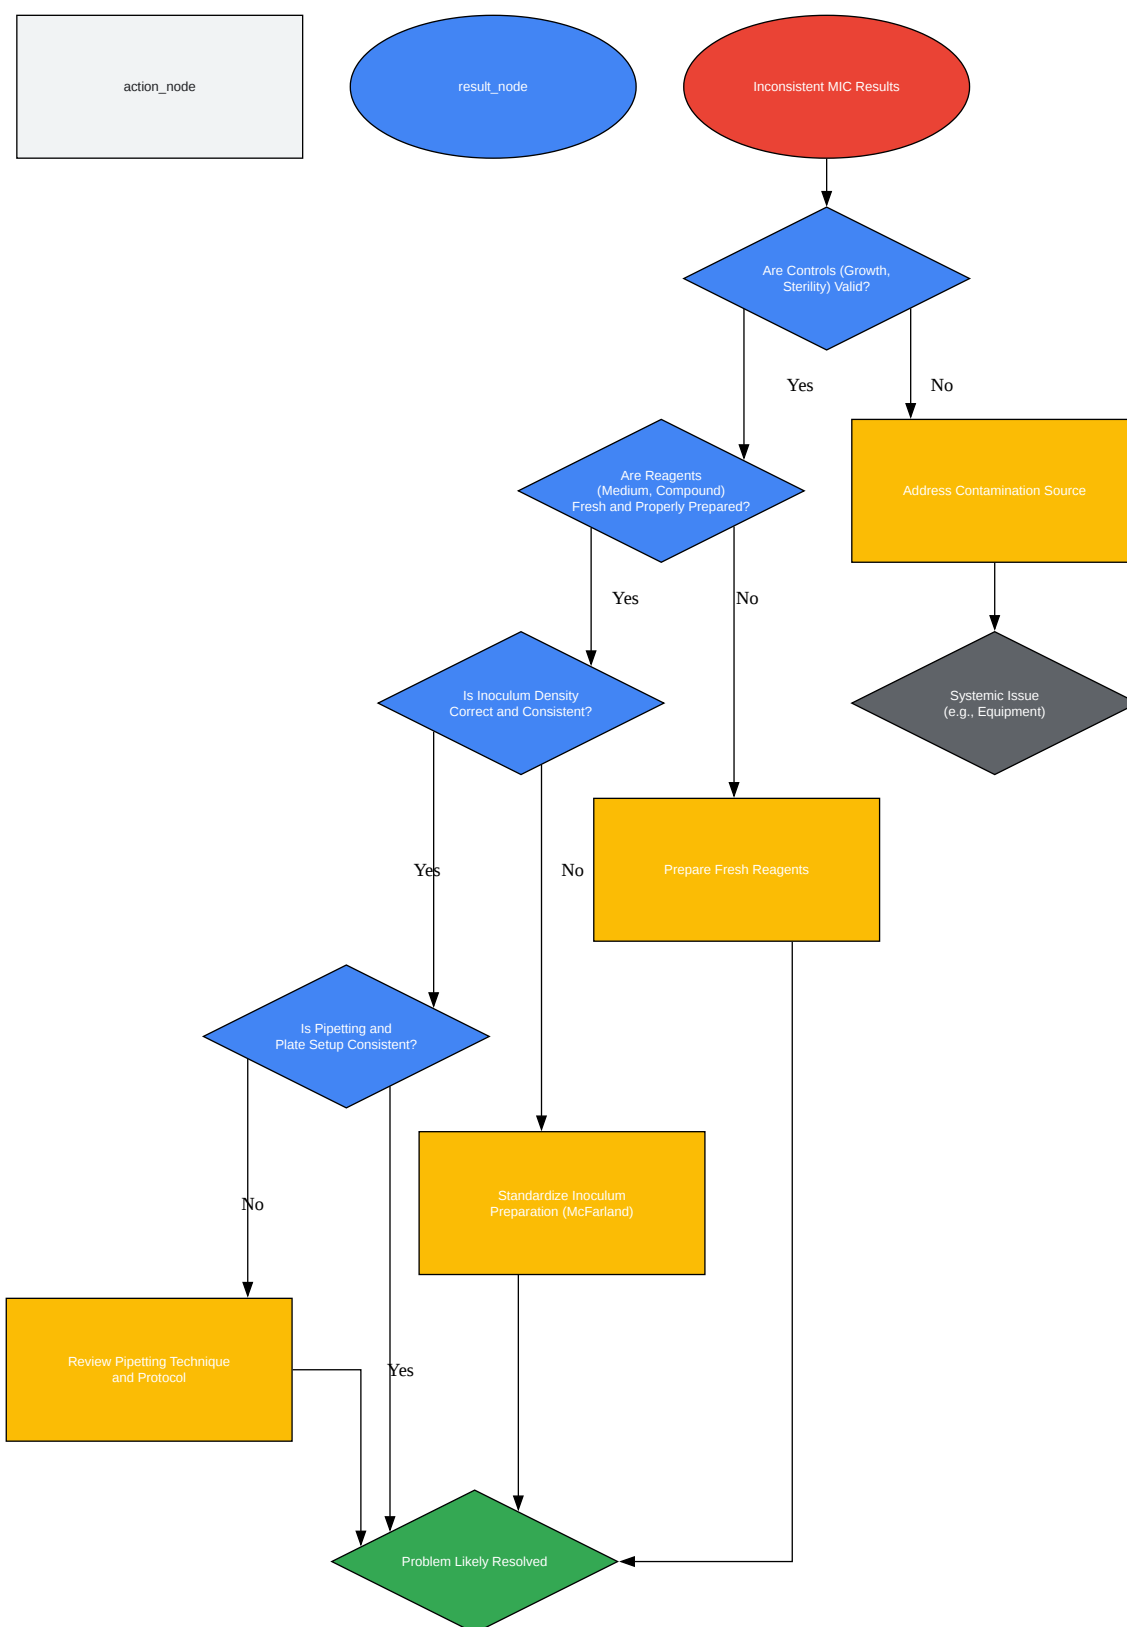 action_node
result_node
Inconsistent MIC Results
Are Controls (Growth,
Sterility) Valid?
Yes
No
Are Reagents
(Medium, Compound)
Fresh and Properly Prepared?
Address Contamination Source
Yes
No
Is Inoculum Density
Correct and Consistent?
Systemic Issue
(e.g., Equipment)
Yes
No
Prepare Fresh Reagents
Is Pipetting and
Plate Setup Consistent?
No
Standardize Inoculum
Preparation (McFarland)
Review Pipetting Technique
and Protocol
Yes
Problem Likely Resolved